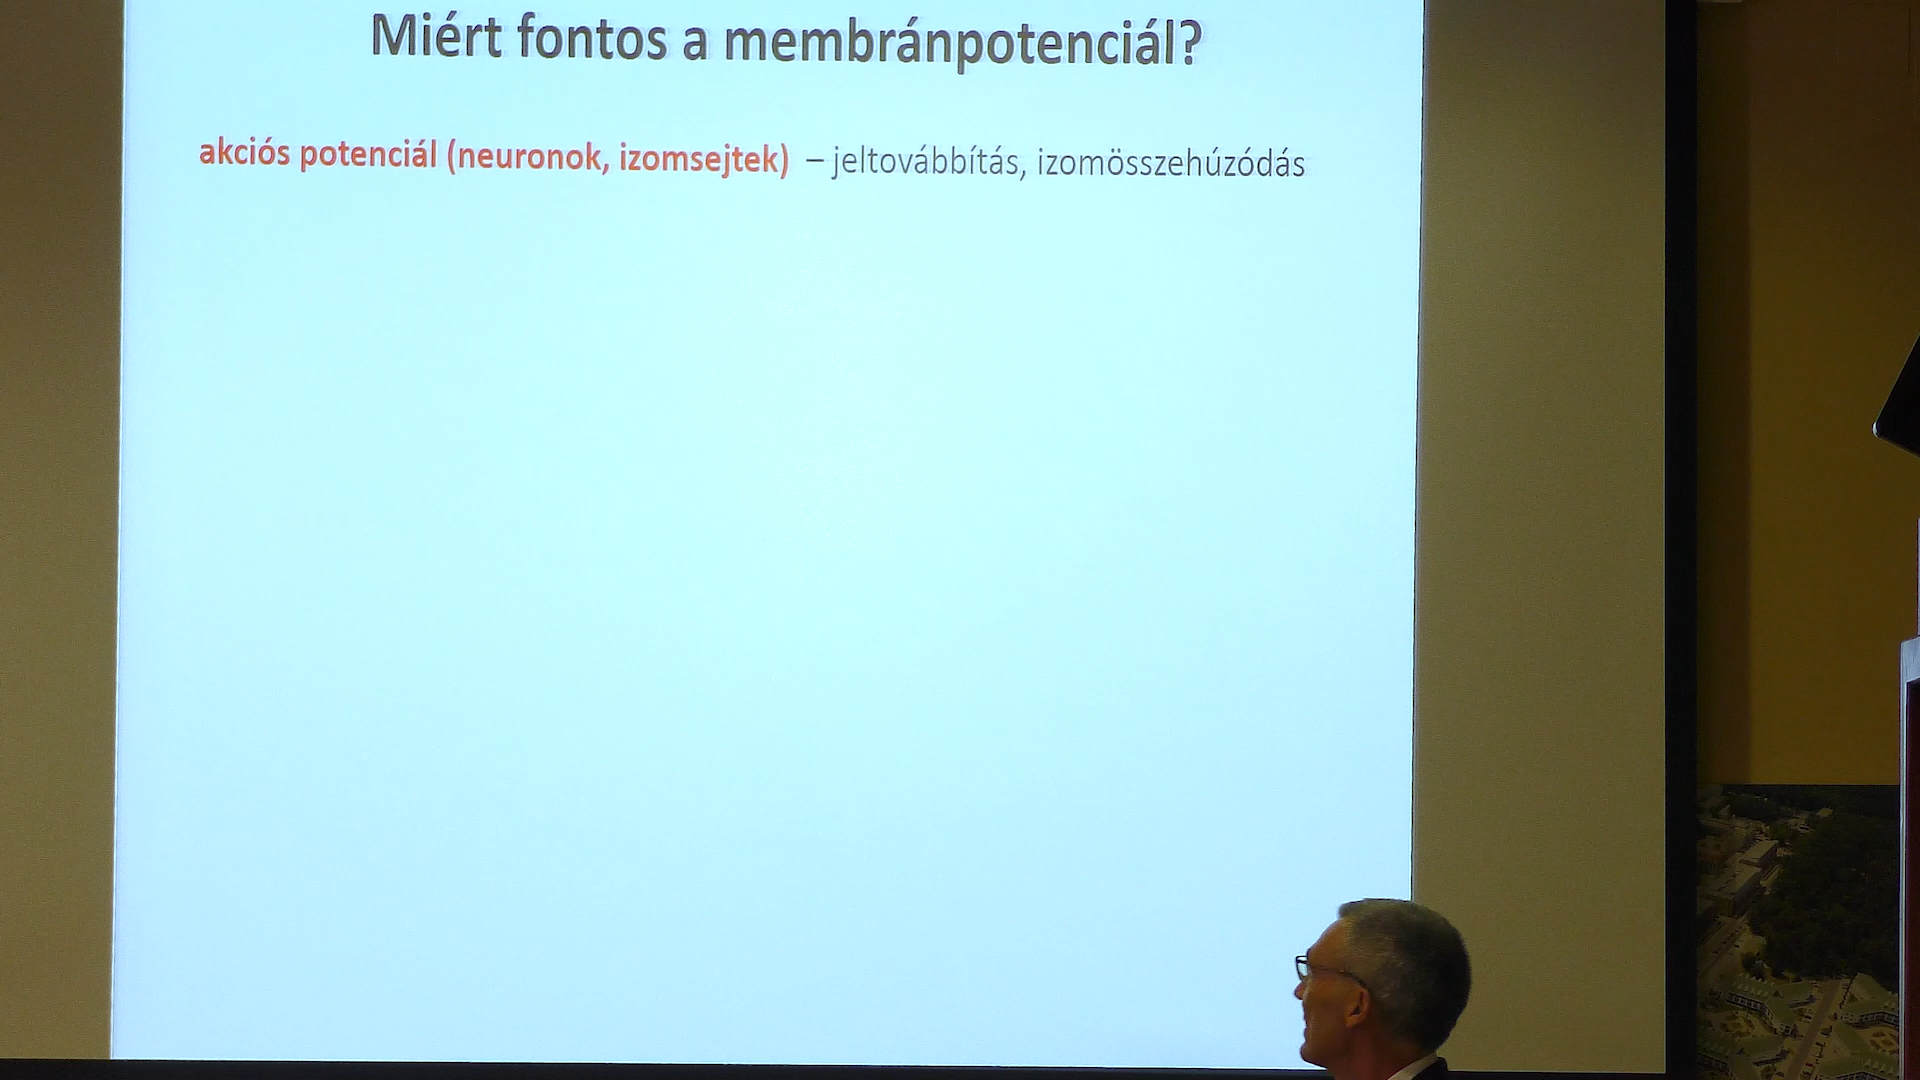 Miért fontos a membránpotenciál?
akciós potenciál (neuronok, izomsejtek) – jeltovábbítás, izomösszehúzódás